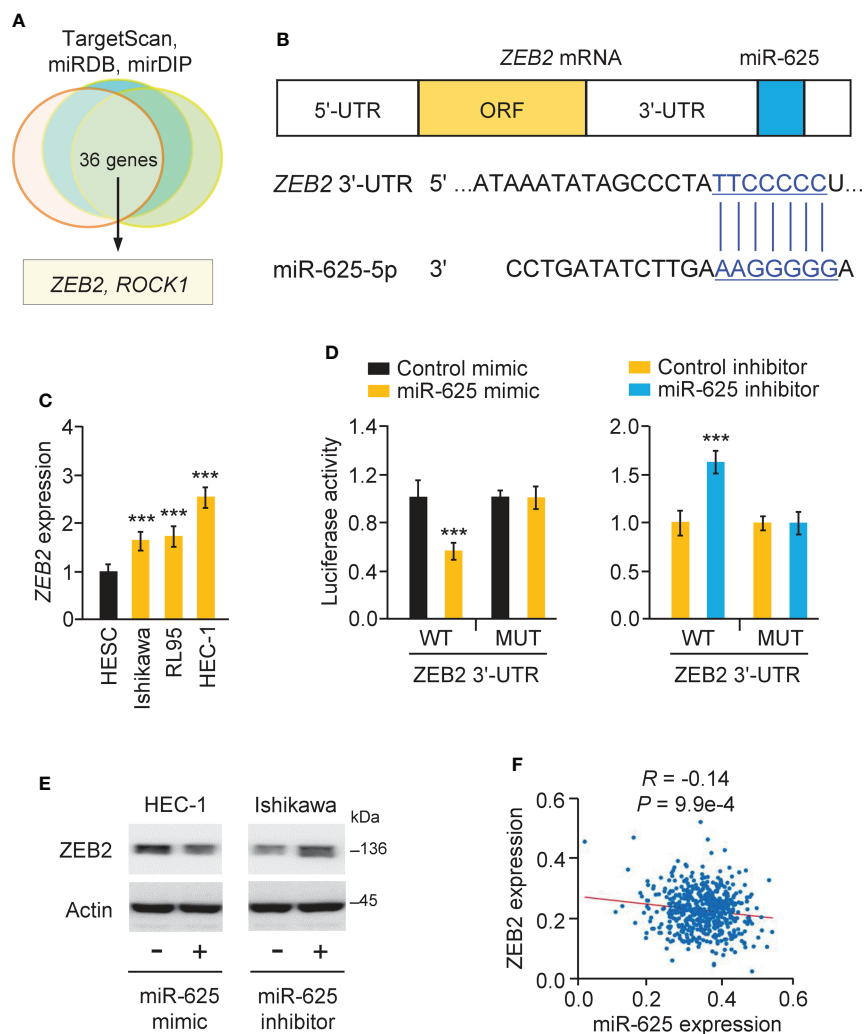 A
TargetScan,
miRDB, mirDIP
36 genes
ZEB2, ROCK1
B
ZEB2 mRNA miR-625
5'-UTR ORF 3'-UTR
ZEB2 3'-UTR 5' ...ATAAATATAGCCCTATTCCCCCU...
miR-625-5p 3' CCTGATATCTTGAAAGGGGGA
C
ZEB2 expression
4
3
2
1
0
***
***
***
HESC
Ishikawa
RL95
HEC-1
D
Control mimic
miR-625 mimic
Luciferase activity
1.4
1.2
0.8
0.4
0.0
***
WT MUT
ZEB2 3'-UTR
Control inhibitor
miR-625 inhibitor
2.0
1.5
1.0
0.5
0.0
***
WT MUT
ZEB2 3'-UTR
E
HEC-1 Ishikawa
kDa
ZEB2 –136
Actin –45
– + – +
miR-625 miR-625
mimic inhibitor
F
R = -0.14
P = 9.9e-4
ZEB2 expression
0.6
0.4
0.2
0.0
0.0 0.2 0.4 0.6
miR-625 expression